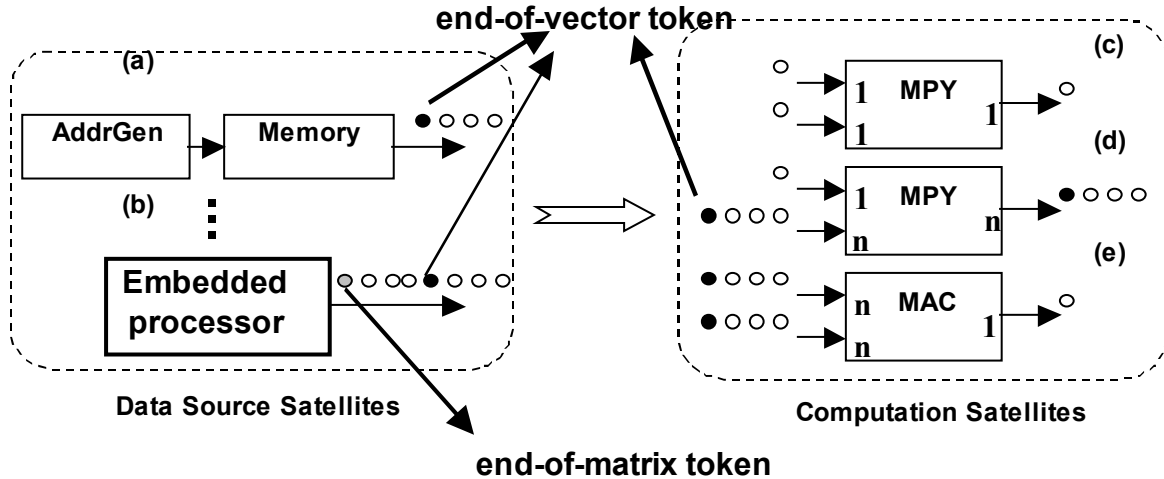 end-of-vector token
(a)
AddrGen
Memory
(b)
Embedded
processor
Data Source Satellites
end-of-matrix token
(c)
1
MPY
1
1
(d)
1
MPY
n
n
(e)
n
MAC
1
n
Computation Satellites